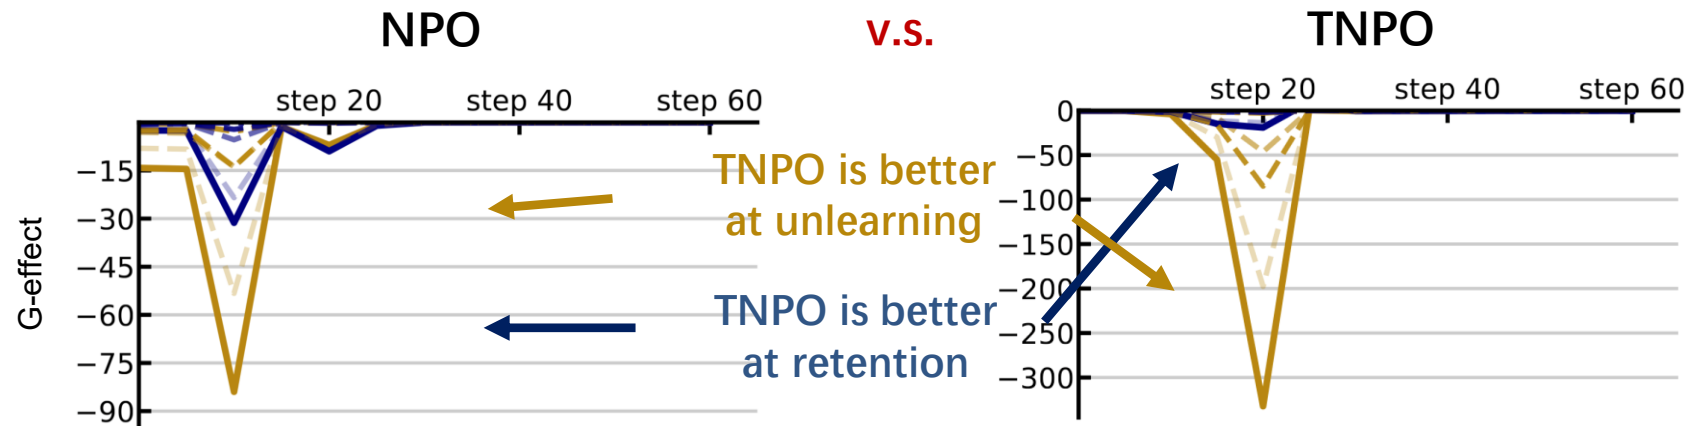 NPO
v.s.
TNPO
step 20 step 40 step 60
−15
−30
−45
−60
−75
−90
G-effect
TNPO is better
at unlearning
TNPO is better
at retention
step 20 step 40 step 60
0
−50
−100
−150
−200
−250
−300